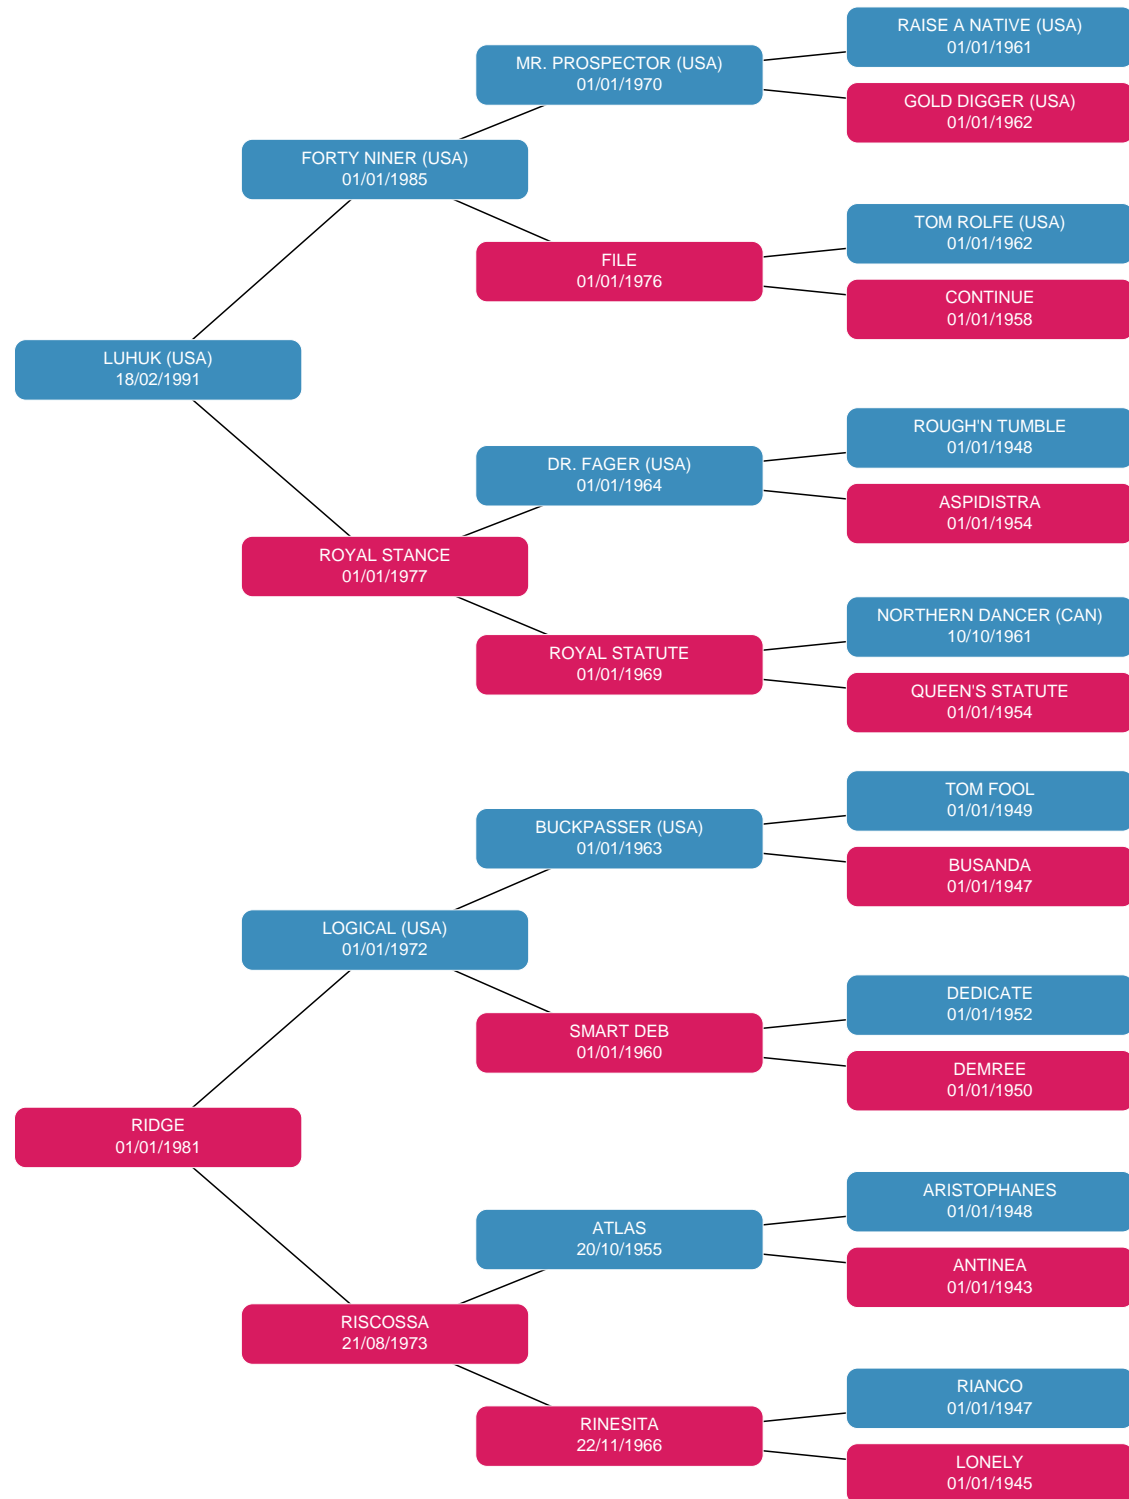 RAISE A NATIVE (USA)
01/01/1961
MR. PROSPECTOR (USA)
01/01/1970
GOLD DIGGER (USA)
01/01/1962
FORTY NINER (USA)
01/01/1985
TOM ROLFE (USA)
01/01/1962
FILE
01/01/1976
CONTINUE
01/01/1958
LUHUK (USA)
18/02/1991
ROUGH'N TUMBLE
01/01/1948
DR. FAGER (USA)
01/01/1964
ASPIDISTRA
01/01/1954
ROYAL STANCE
01/01/1977
NORTHERN DANCER (CAN)
10/10/1961
ROYAL STATUTE
01/01/1969
QUEEN'S STATUTE
01/01/1954
TOM FOOL
01/01/1949
BUCKPASSER (USA)
01/01/1963
BUSANDA
01/01/1947
LOGICAL (USA)
01/01/1972
DEDICATE
01/01/1952
SMART DEB
01/01/1960
DEMREE
01/01/1950
RIDGE
01/01/1981
ARISTOPHANES
01/01/1948
ATLAS
20/10/1955
ANTINEA
01/01/1943
RISCOSSA
21/08/1973
RIANCO
01/01/1947
RINESITA
22/11/1966
LONELY
01/01/1945